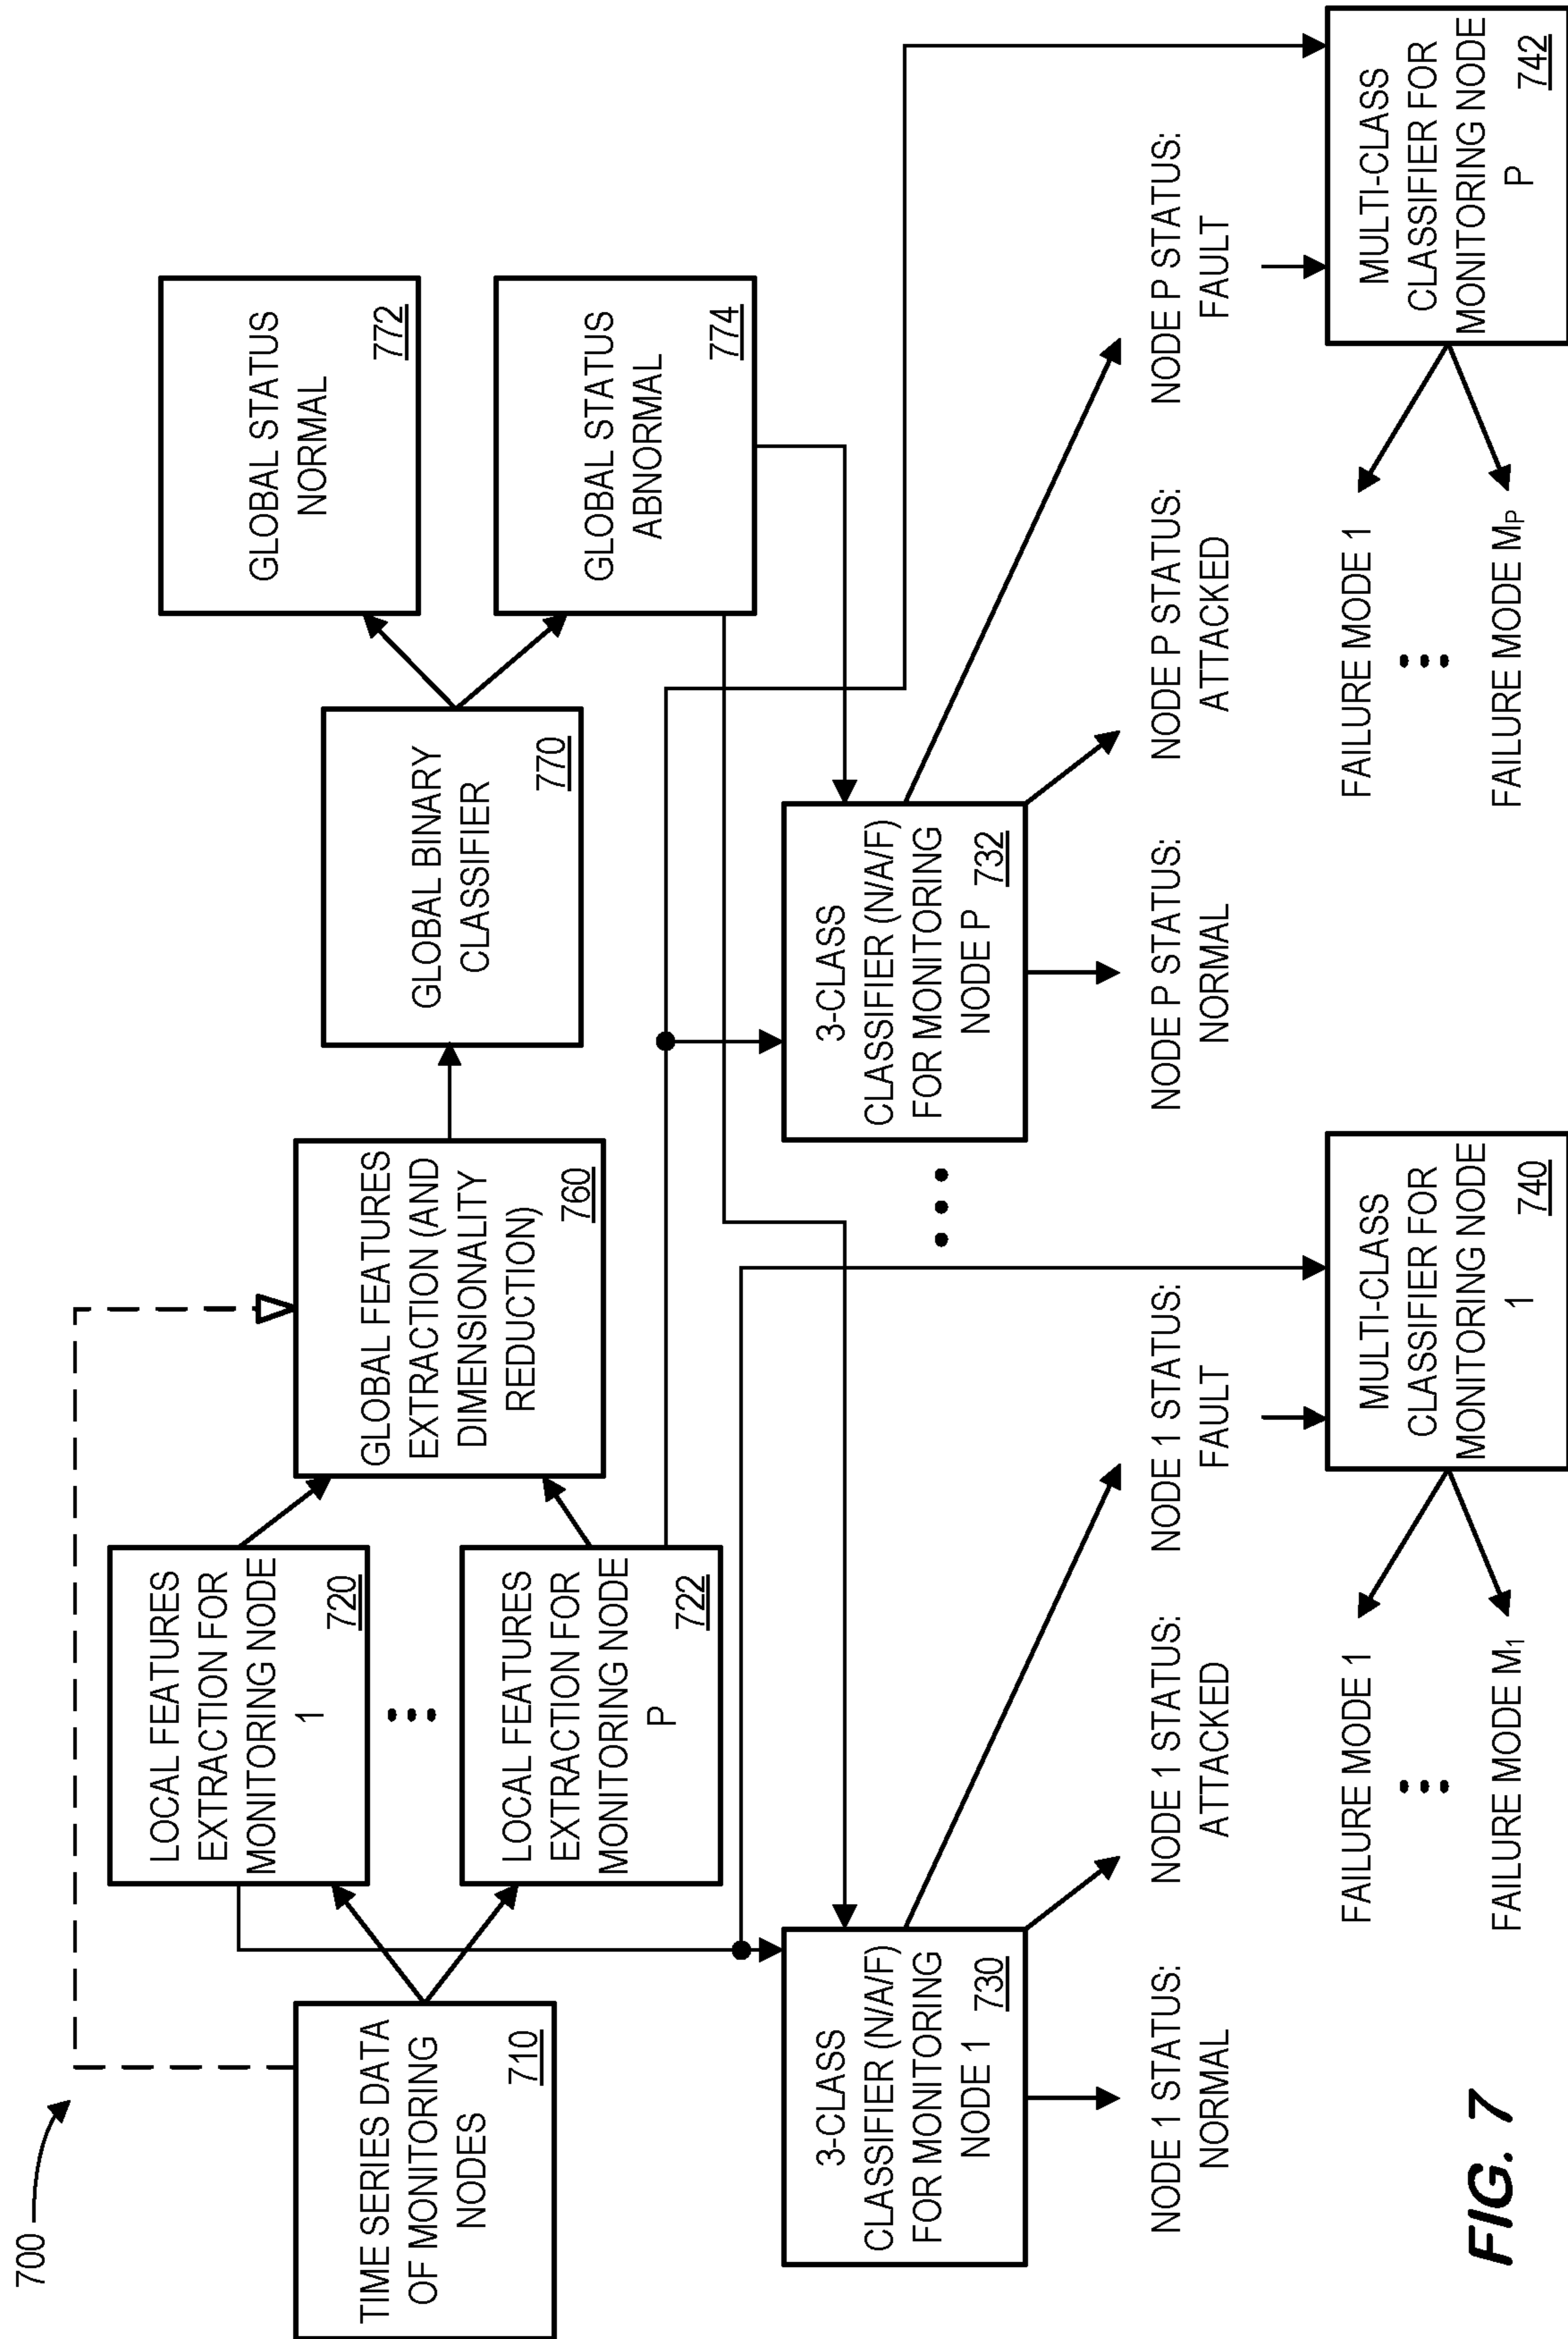 700
TIME SERIES DATA
OF MONITORING
NODES
710
LOCAL FEATURES
EXTRACTION FOR
MONITORING NODE
1
720
LOCAL FEATURES
EXTRACTION FOR
MONITORING NODE
P
722
GLOBAL FEATURES
EXTRACTION (AND
DIMENSIONALITY
REDUCTION)
760
GLOBAL BINARY
CLASSIFIER
770
GLOBAL STATUS
NORMAL
772
GLOBAL STATUS
ABNORMAL
774
3-CLASS
CLASSIFIER (N/A/F)
FOR MONITORING
NODE 1
730
3-CLASS
CLASSIFIER (N/A/F)
FOR MONITORING
NODE P
732
NODE 1 STATUS:
NORMAL
NODE 1 STATUS:
ATTACKED
NODE 1 STATUS:
FAULT
NODE P STATUS:
NORMAL
NODE P STATUS:
ATTACKED
NODE P STATUS:
FAULT
FAILURE MODE 1
FAILURE MODE M₁
MULTI-CLASS
CLASSIFIER FOR
MONITORING NODE
1
740
FAILURE MODE 1
FAILURE MODE Mₚ
MULTI-CLASS
CLASSIFIER FOR
MONITORING NODE
P
742
FIG. 7